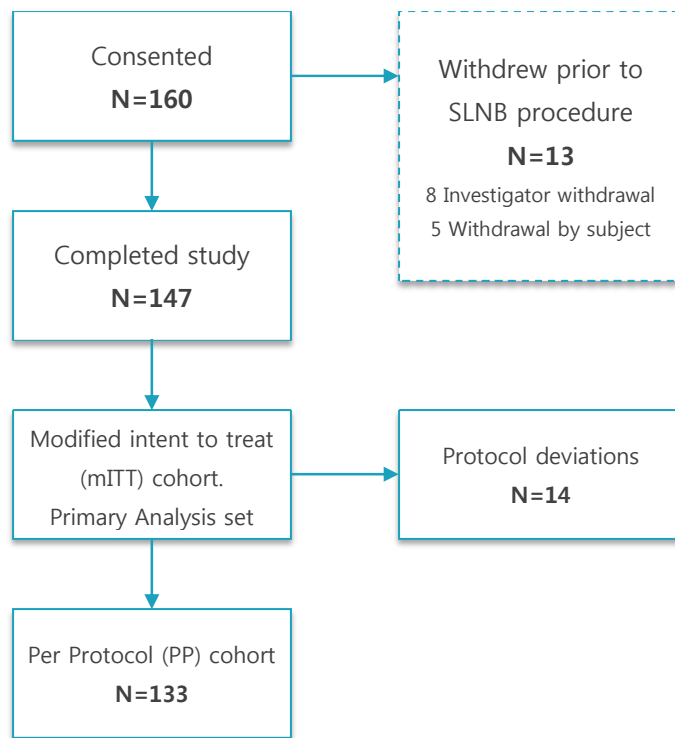 Consented
N=160
Withdrew prior to
SLNB procedure
N=13
8 Investigator withdrawal
5 Withdrawal by subject
Completed study
N=147
Modified intent to treat
(mITT) cohort.
Primary Analysis set
Protocol deviations
N=14
Per Protocol (PP) cohort
N=133